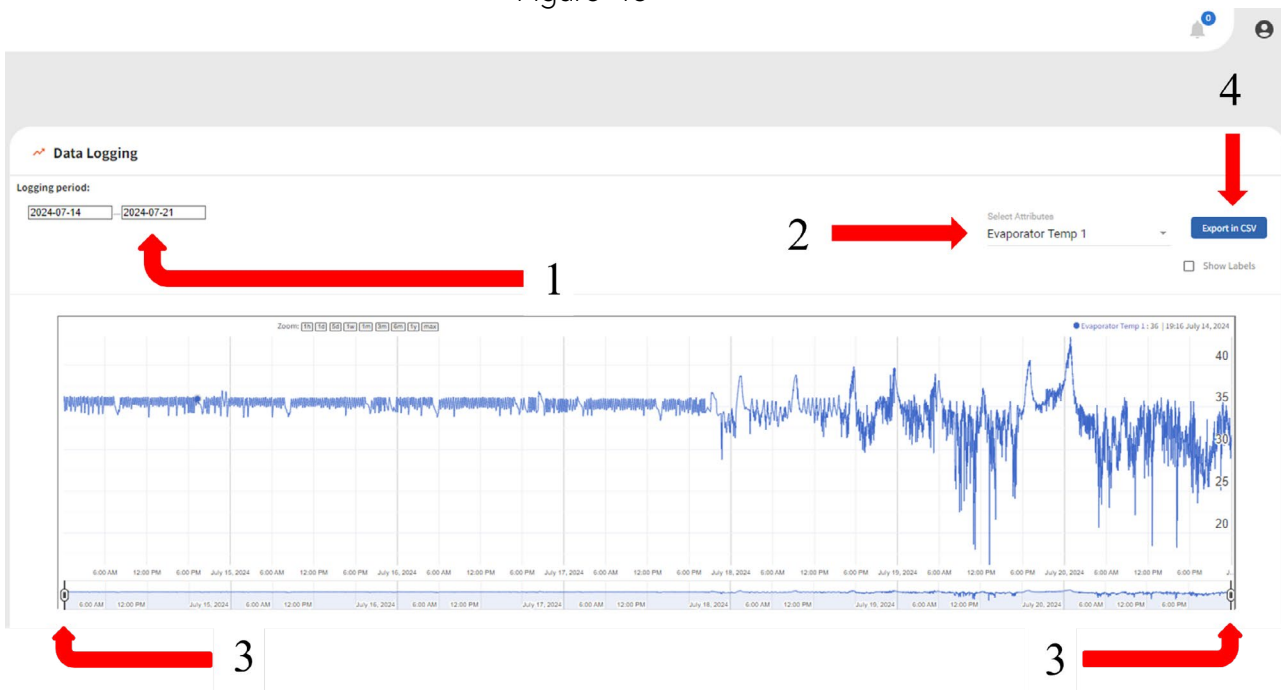 0
4
Data Logging
Logging period:
2024-07-14 ... 2024-07-21
Select Attributes
2
Evaporator Temp 1
Export in CSV
Show Labels
1
Zoom: 1h 1d 5d 1w 1m 3m 6m 1y max
Evaporator Temp 1 : 36 | 19:16 July 14, 2024
40
35
30
25
20
6:00 AM 12:00 PM 6:00 PM July 15, 2024 6:00 AM 12:00 PM 6:00 PM July 16, 2024 6:00 AM 12:00 PM 6:00 PM July 17, 2024 6:00 AM 12:00 PM 6:00 PM July 18, 2024 6:00 AM 12:00 PM 6:00 PM July 19, 2024 6:00 AM 12:00 PM 6:00 PM July 20, 2024 6:00 AM 12:00 PM 6:00 PM J...
6:00 AM 12:00 PM July 15, 2024 6:00 AM 12:00 PM July 16, 2024 6:00 AM 12:00 PM July 17, 2024 6:00 AM 12:00 PM July 18, 2024 6:00 AM 12:00 PM July 19, 2024 6:00 AM 12:00 PM July 20, 2024 6:00 AM 12:00 PM 6:00 PM
3
3